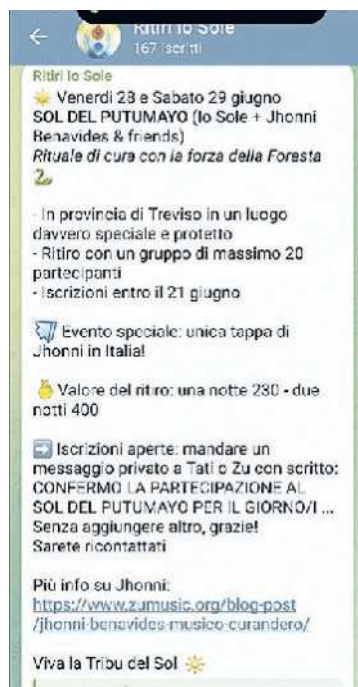 Ritiri Io Sole
167 iscritti
Ritiri Io Sole
☀️ Venerdi 28 e Sabato 29 giugno
SOL DEL PUTUMAYO (Io Sole + Jhonni
Benavides & friends)
Rituale di cura con la forza della Foresta
🐍
- In provincia di Treviso in un luogo
davvero speciale e protetto
- Ritiro con un gruppo di massimo 20
partecipanti
- Iscrizioni entro il 21 giugno
Evento speciale: unica tappa di
Jhonni in Italia!
Valore del ritiro: una notte 230 - due
notti 400
➡️ Iscrizioni aperte: mandare un
messaggio privato a Tati o Zu con scritto:
CONFERMO LA PARTECIPAZIONE AL
SOL DEL PUTUMAYO PER IL GIORNO/I ...
Senza aggiungere altro, grazie!
Sarete ricontattati
Più info su Jhonni:
https://www.zumusic.org/blog-post
/jhonni-benavides-musico-curandero/
Viva la Tribu del Sol ☀️